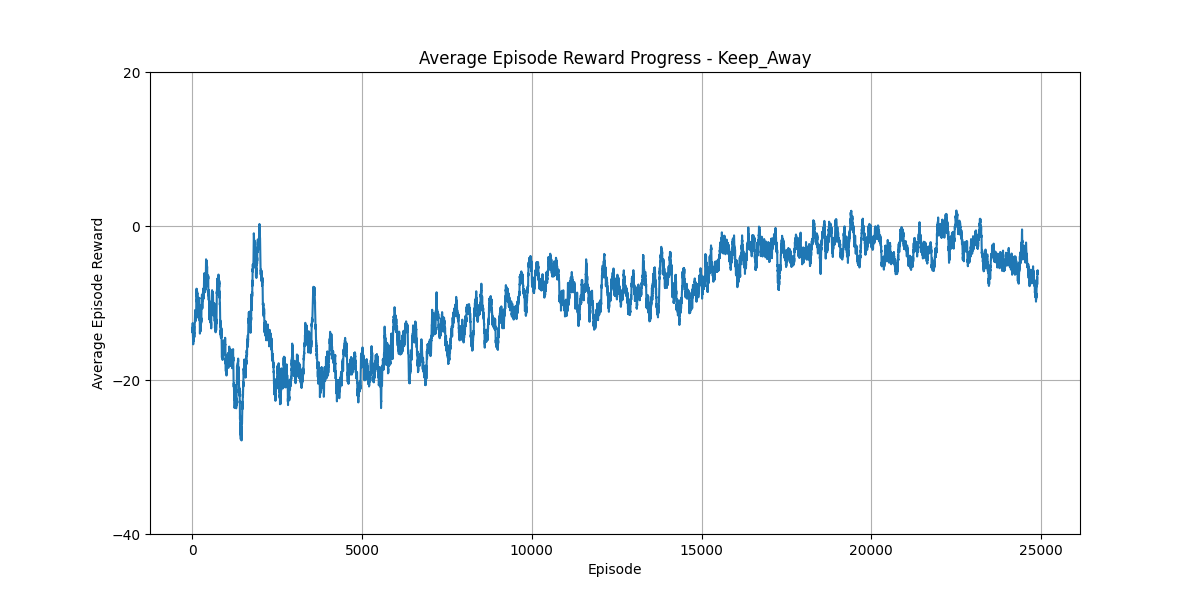 Average Episode Reward Progress - Keep_Away
Average Episode Reward
20
0
−20
−40
0 5000 10000 15000 20000 25000
Episode